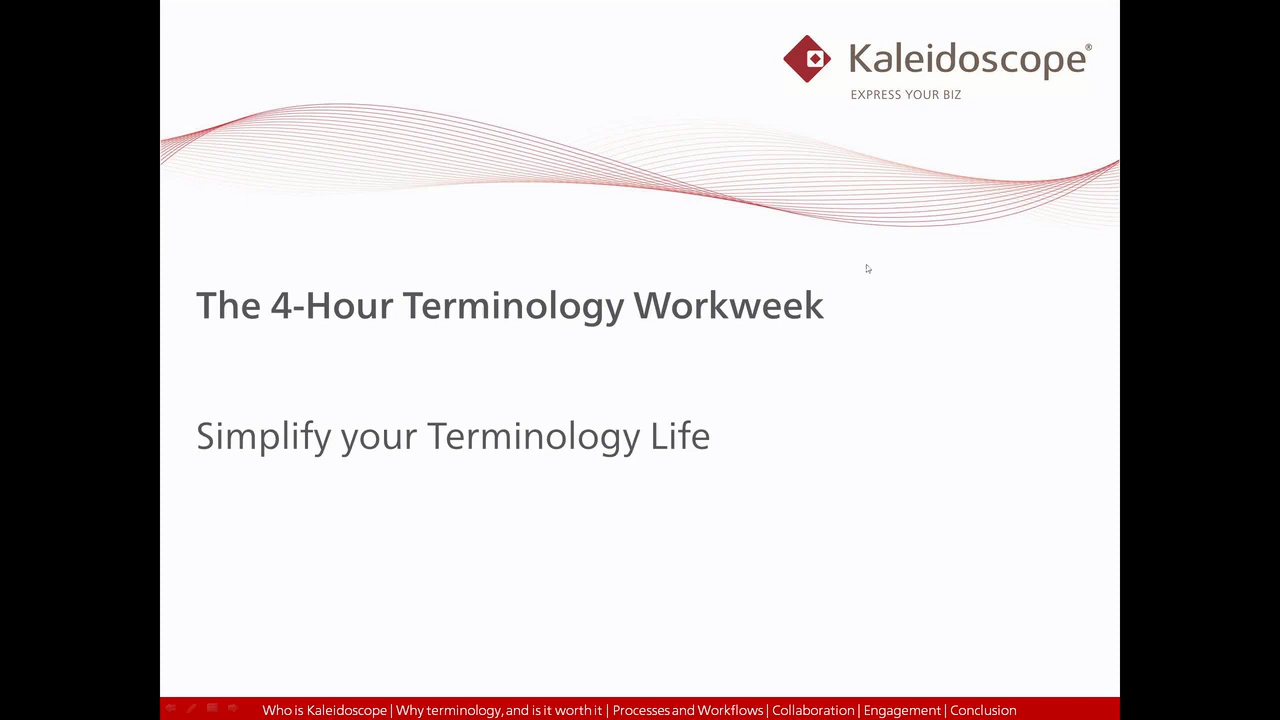 Kaleidoscope®
EXPRESS YOUR BIZ
The 4-Hour Terminology Workweek
Simplify your Terminology Life
Who is Kaleidoscope | Why terminology, and is it worth it | Processes and Workflows | Collaboration | Engagement | Conclusion